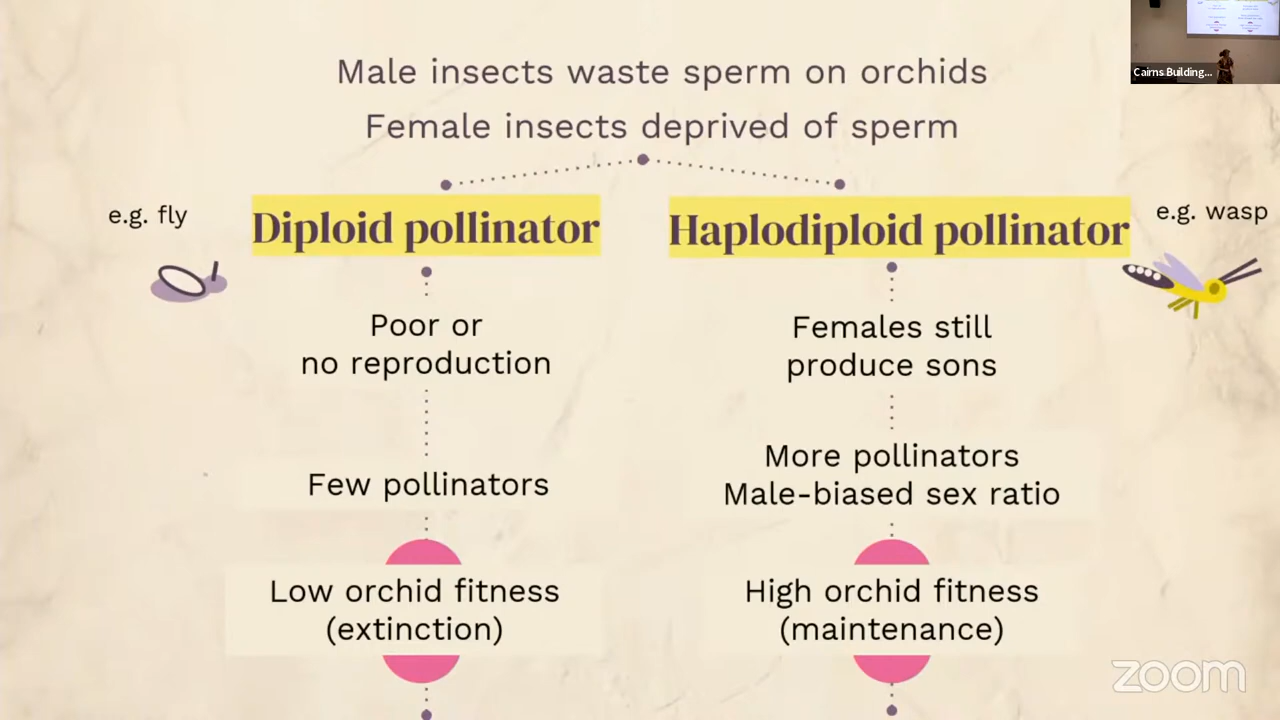 Male insects waste sperm on orchids
Female insects deprived of sperm
Cairns Building...
e.g. fly
Diploid pollinator
Haplodiploid pollinator
e.g. wasp
Poor or
no reproduction
Females still
produce sons
Few pollinators
More pollinators
Male-biased sex ratio
Low orchid fitness
(extinction)
High orchid fitness
(maintenance)
zoom